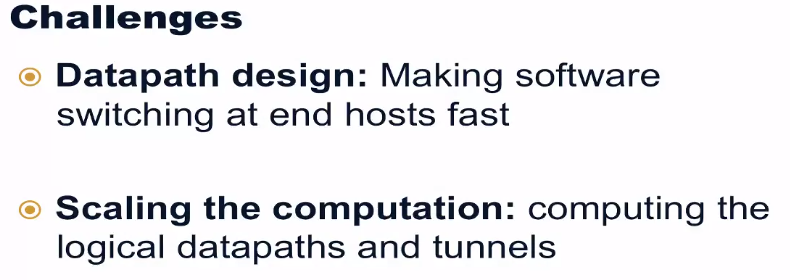 Challenges
Datapath design: Making software
switching at end hosts fast
Scaling the computation: computing the
logical datapaths and tunnels